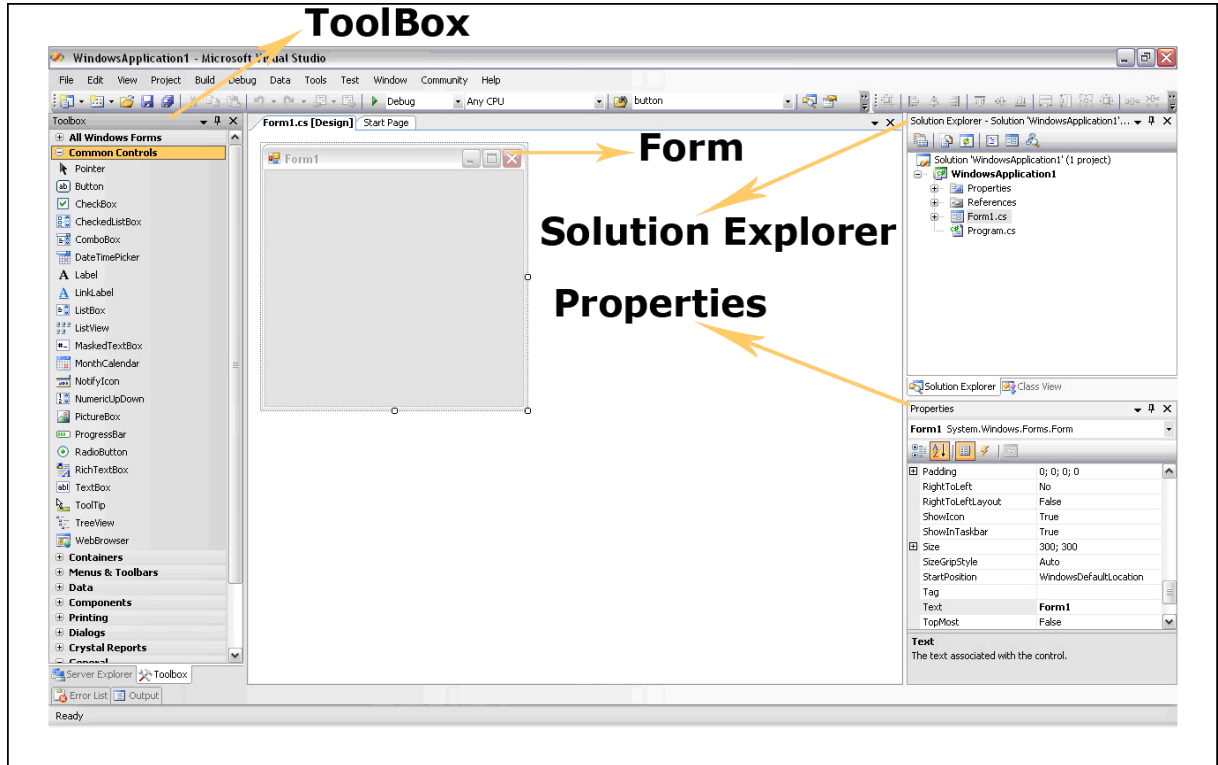 ToolBox
WindowsApplication1 - Microsoft Visual Studio
File Edit View Project Build Debug Data Tools Test Window Community Help
Debug Any CPU button
Toolbox
All Windows Forms
Common Controls
Pointer
Button
CheckBox
CheckedListBox
ComboBox
DateTimePicker
Label
LinkLabel
ListBox
ListView
MaskedTextBox
MonthCalendar
NotifyIcon
NumericUpDown
PictureBox
ProgressBar
RadioButton
RichTextBox
TextBox
ToolTip
TreeView
WebBrowser
Containers
Menus & Toolbars
Data
Components
Printing
Dialogs
Crystal Reports
General
Server Explorer Toolbox
Error List Output
Ready
Form1.cs [Design] Start Page
Form1
Form
Solution Explorer
Properties
Solution Explorer - Solution 'WindowsApplication1'...
Solution 'WindowsApplication1' (1 project)
WindowsApplication1
Properties
References
Form1.cs
Program.cs
Solution Explorer Class View
Properties
Form1 System.Windows.Forms.Form
Padding 0; 0; 0; 0
RightToLeft No
RightToLeftLayout False
ShowIcon True
ShowInTaskbar True
Size 300; 300
SizeGripStyle Auto
StartPosition WindowsDefaultLocation
Tag
Text Form1
TopMost False
Text
The text associated with the control.